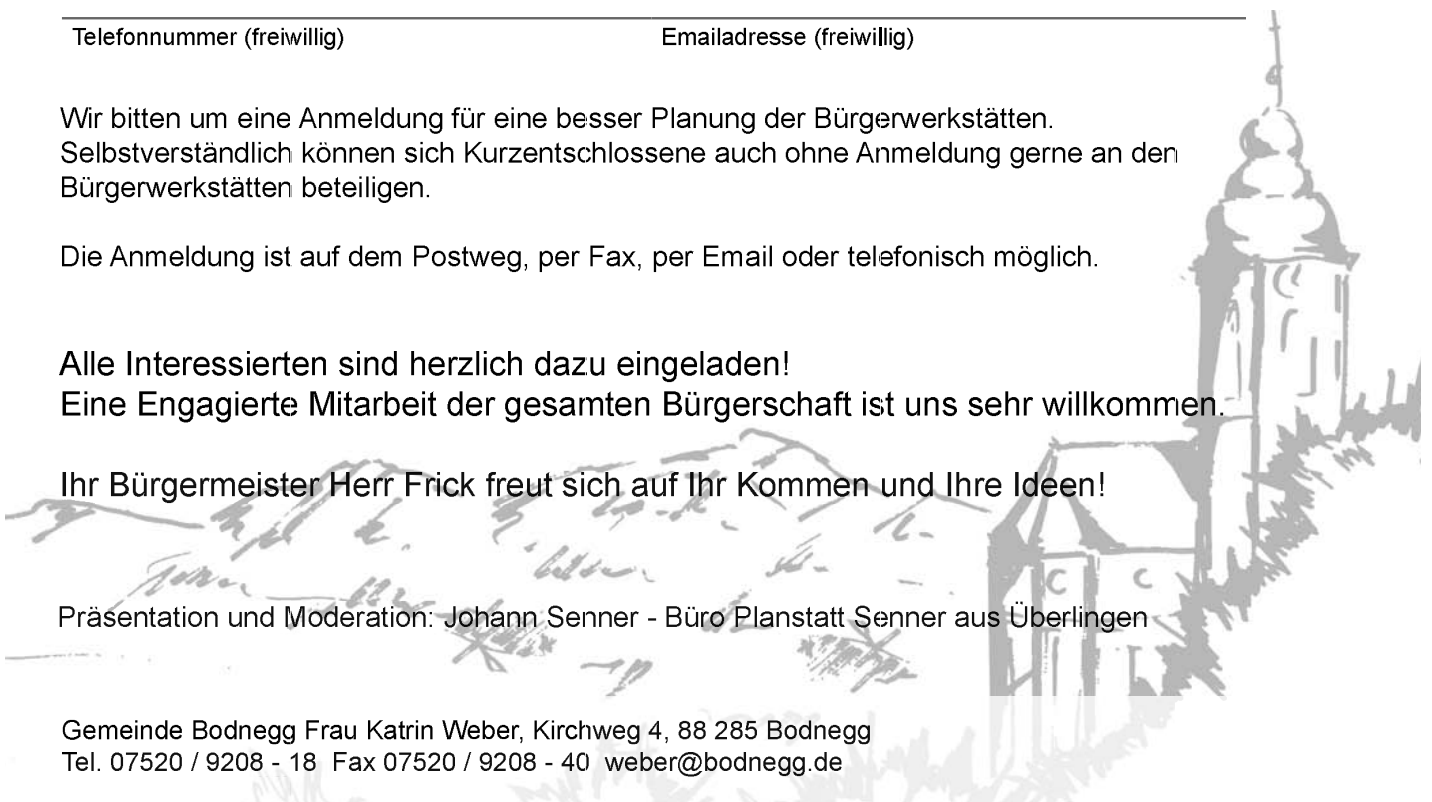 Telefonnummer (freiwillig) Emailadresse (freiwillig)
Wir bitten um eine Anmeldung für eine besser Planung der Bürgerwerkstätten.
Selbstverständlich können sich Kurzentschlossene auch ohne Anmeldung gerne an den
Bürgerwerkstätten beteiligen.
Die Anmeldung ist auf dem Postweg, per Fax, per Email oder telefonisch möglich.
Alle Interessierten sind herzlich dazu eingeladen!
Eine Engagierte Mitarbeit der gesamten Bürgerschaft ist uns sehr willkommen.
Ihr Bürgermeister Herr Frick freut sich auf Ihr Kommen und Ihre Ideen!
Präsentation und Moderation: Johann Senner - Büro Planstatt Senner aus Überlingen
Gemeinde Bodnegg Frau Katrin Weber, Kirchweg 4, 88 285 Bodnegg
Tel. 07520 / 9208 - 18 Fax 07520 / 9208 - 40 weber@bodnegg.de